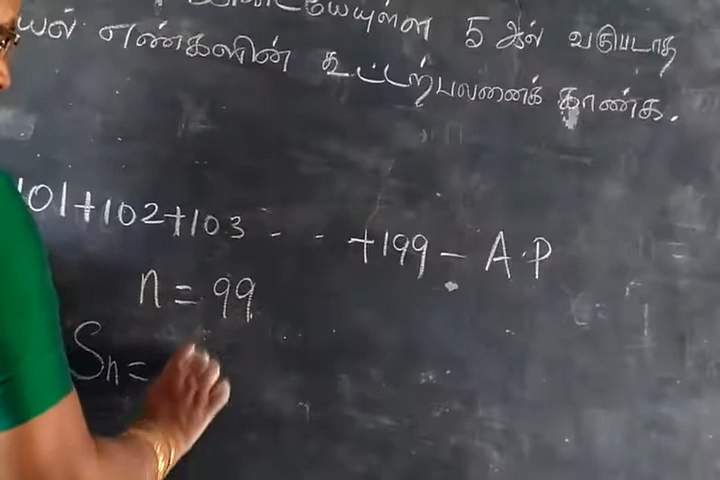 5 ஆல் வகுபடாத
எண்களின் கூட்டற்பலனைக் காண்க.
101+102+103 - - +199 - A.P
n = 99
Sn =